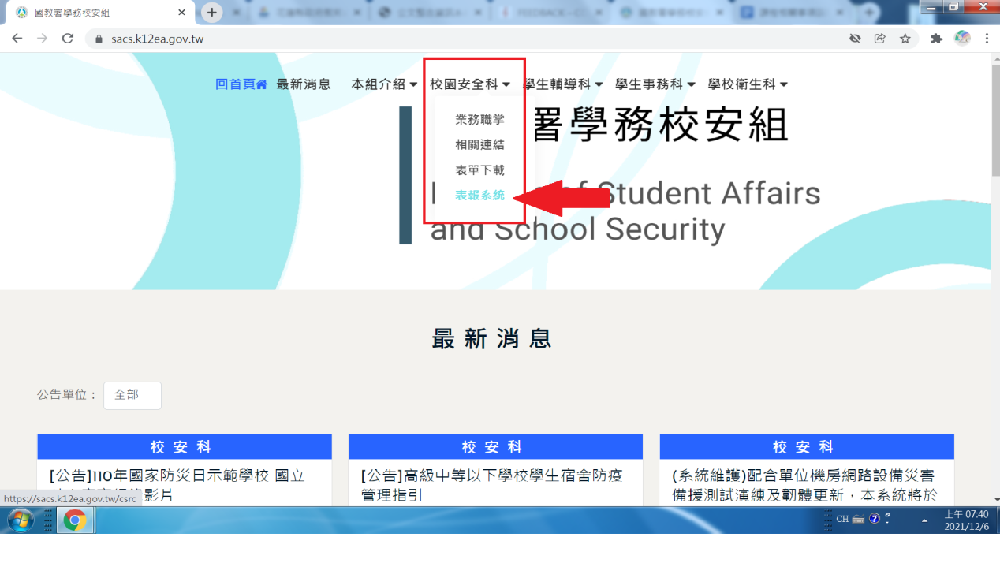 國教署學務校安組
sacs.k12ea.gov.tw
回首頁 最新消息 本組介紹 校園安全科 學生輔導科 學生事務科 學校衛生科
業務職掌
相關連結
表單下載
表報系統
署學務校安組
of Student Affairs
and School Security
最新消息
公告單位： 全部
校安科
[公告]110年國家防災日示範學校 國立
影片
校安科
[公告]高級中等以下學校學生宿舍防疫
管理指引
校安科
(系統維護)配合單位機房網路設備災害
備援測試演練及韌體更新，本系統將於
https://sacs.k12ea.gov.tw/csrc
CH
上午 07:40
2021/12/6